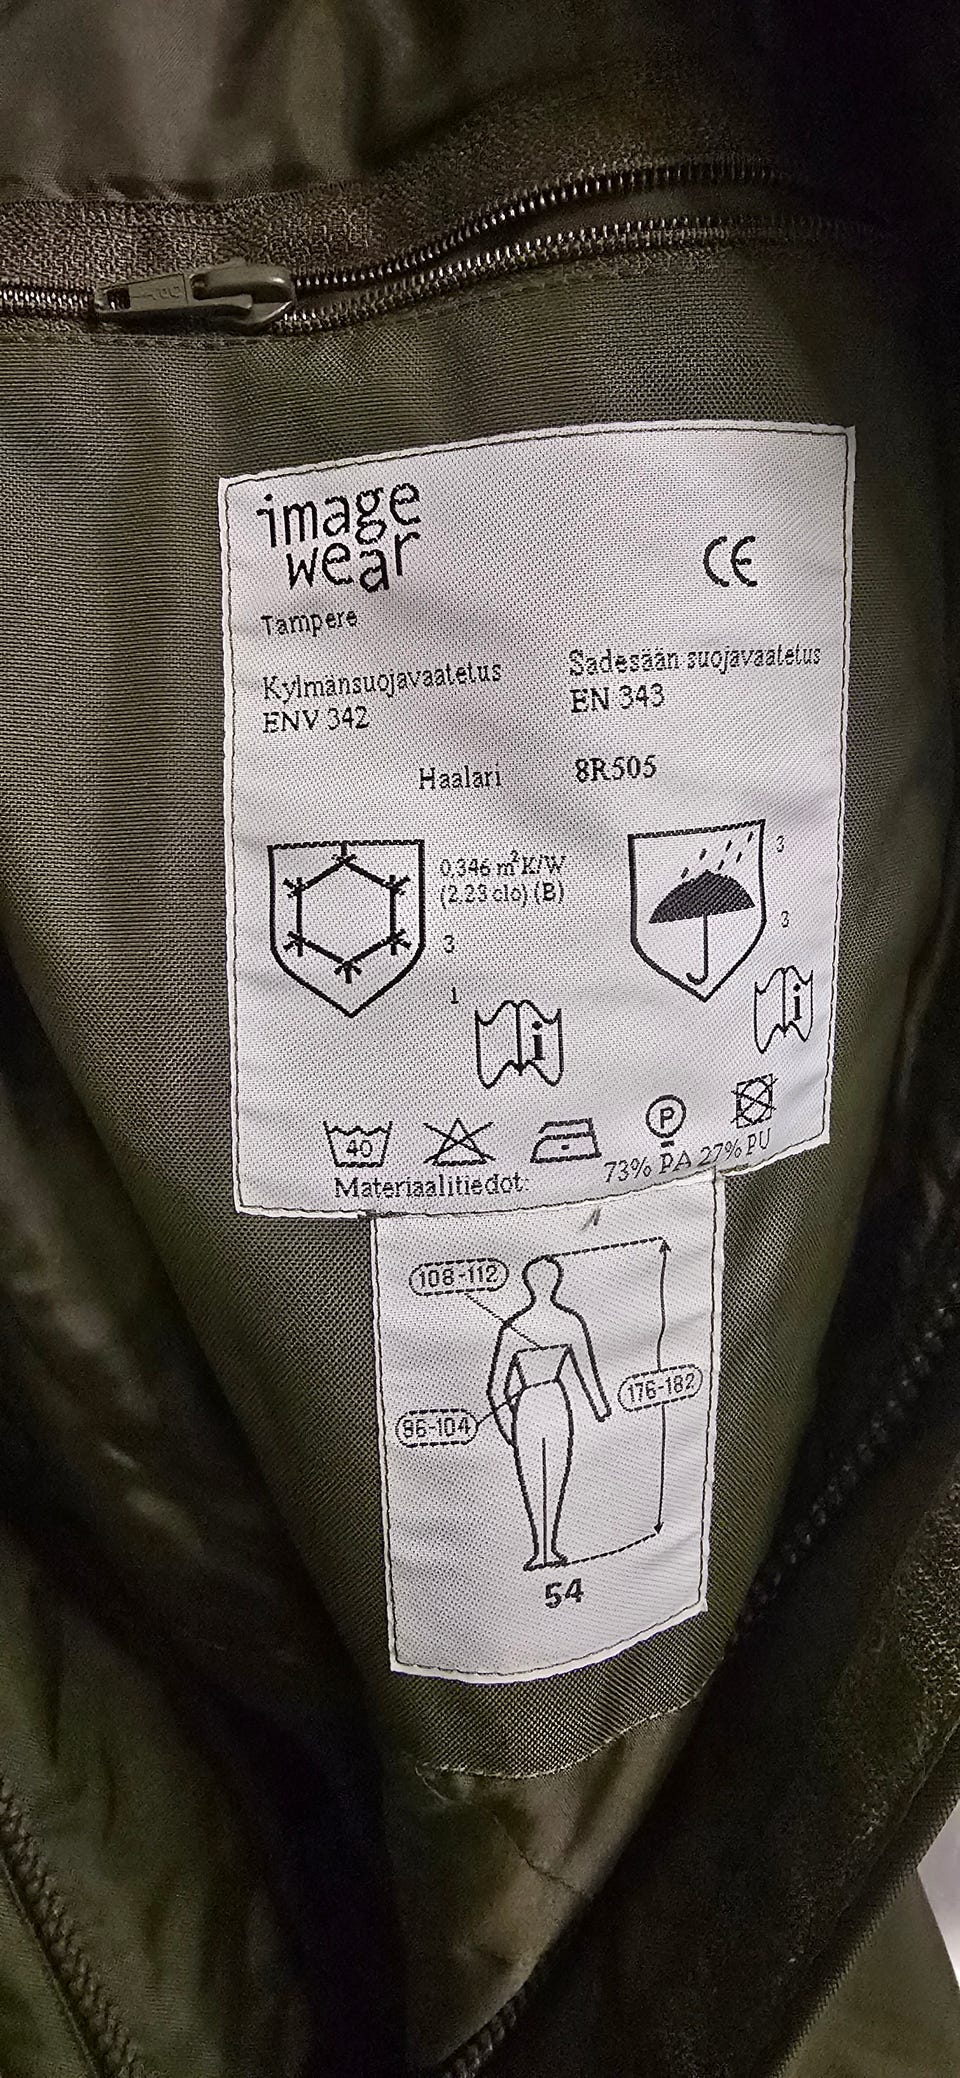 image
wear
CE
Tampere
Kylmänsuojavaatetus
ENV 342
Sadesään suojavaatetus
EN 343
Haalari 8R505
0,346 m²K/W
(2.23 clo) (B)
3
1
i
3
3
i
40
P
Materiaalitiedot: 73% PA 27% PU
108-112
176-182
96-104
54